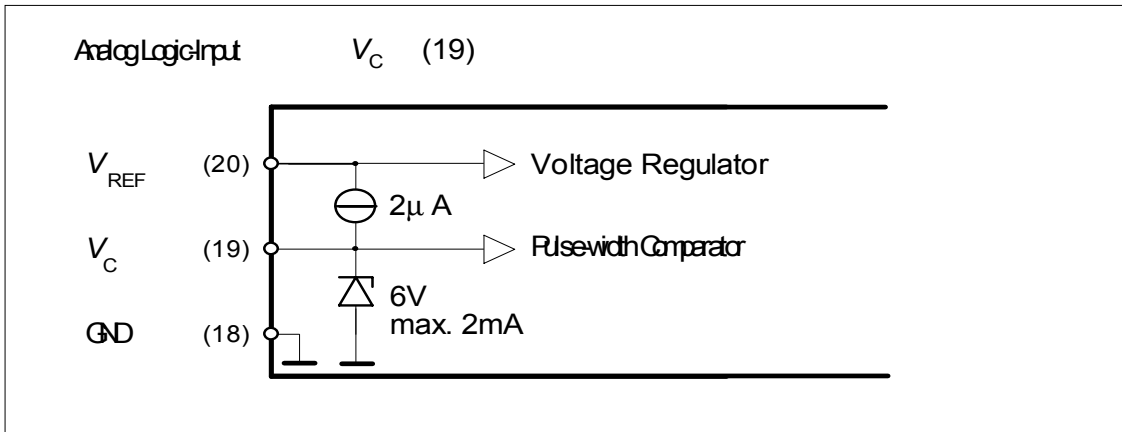 Analog Logic-Input V_C (19)
V_REF (20) Voltage Regulator
2μ A
V_C (19) Pulse-width Comparator
6V
max. 2mA
GND (18)